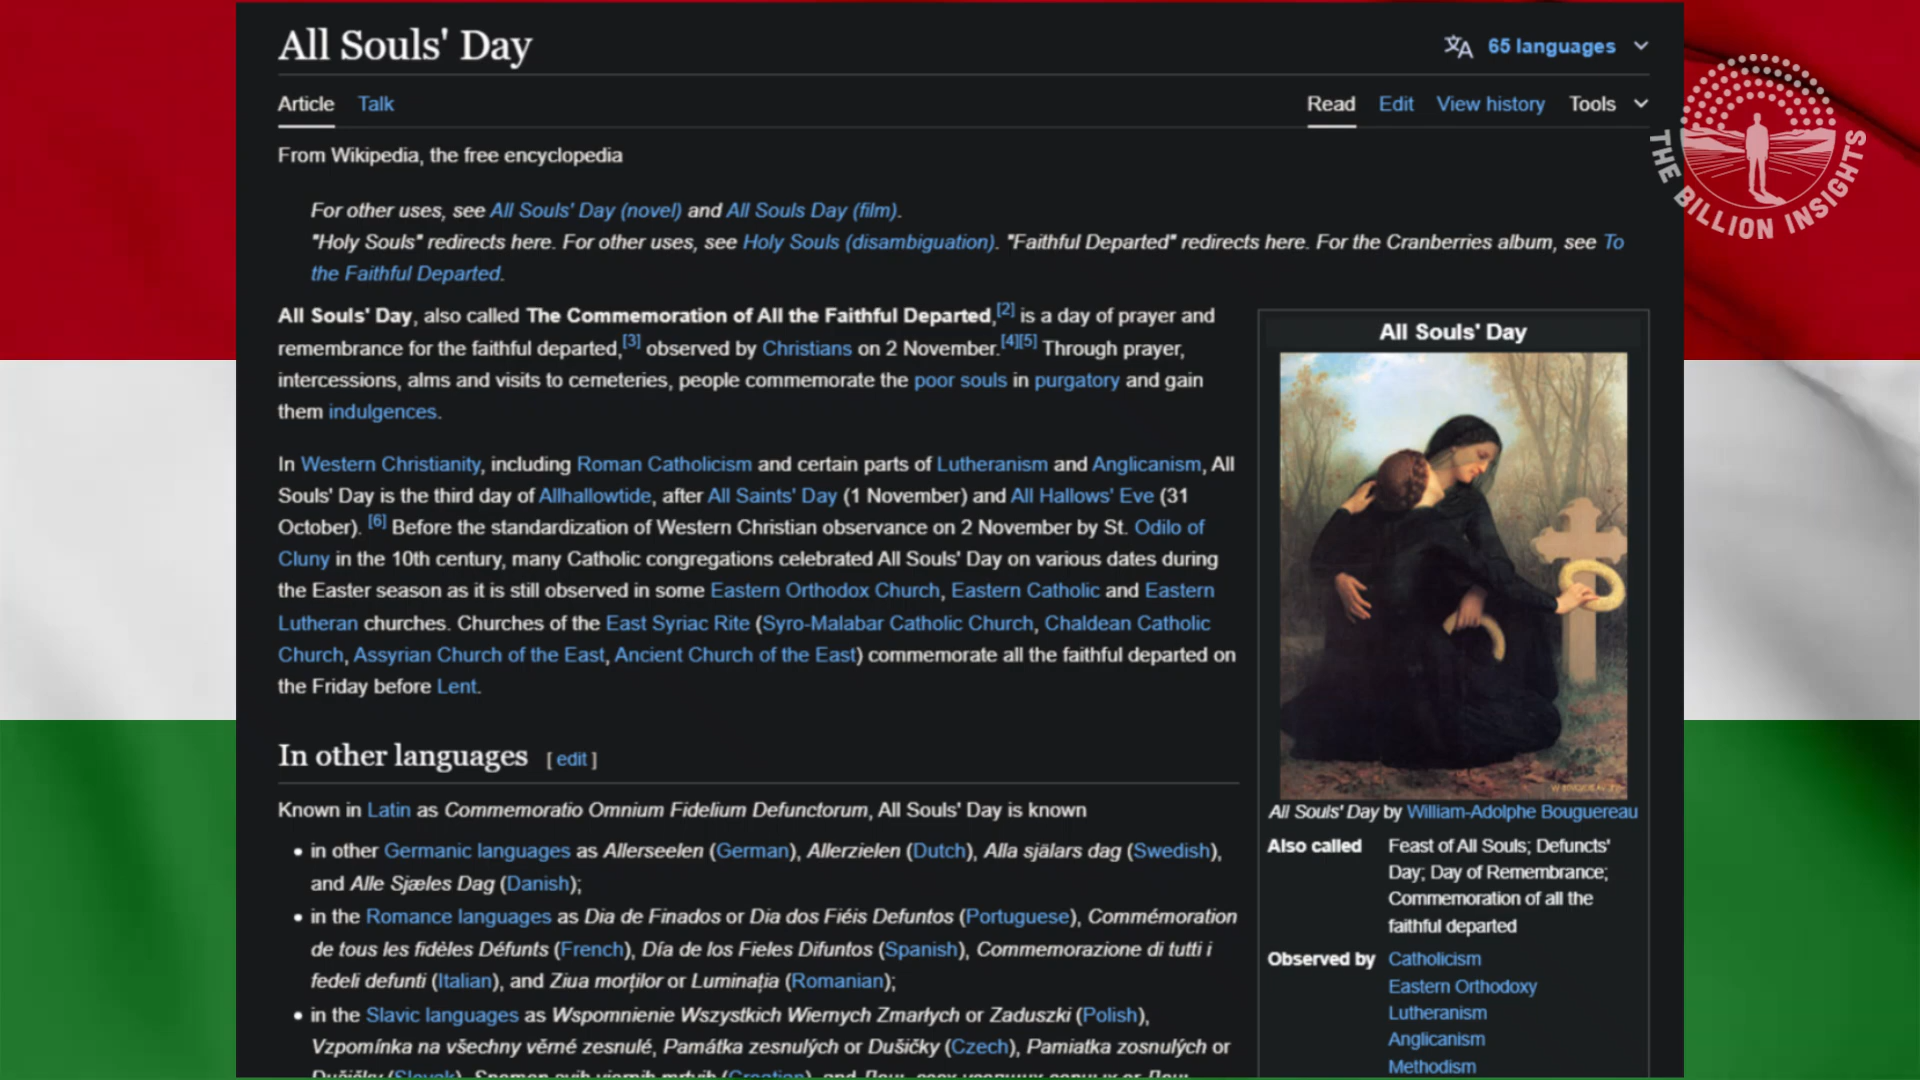 All Souls' Day
65 languages
Article Talk
Read Edit View history Tools
THE BILLION INSIGHTS
From Wikipedia, the free encyclopedia
For other uses, see All Souls' Day (novel) and All Souls Day (film).
"Holy Souls" redirects here. For other uses, see Holy Souls (disambiguation). "Faithful Departed" redirects here. For the Cranberries album, see To
the Faithful Departed.
All Souls' Day, also called The Commemoration of All the Faithful Departed,[2] is a day of prayer and
remembrance for the faithful departed,[3] observed by Christians on 2 November.[4][5] Through prayer,
intercessions, alms and visits to cemeteries, people commemorate the poor souls in purgatory and gain
them indulgences.
In Western Christianity, including Roman Catholicism and certain parts of Lutheranism and Anglicanism, All
Souls' Day is the third day of Allhallowtide, after All Saints' Day (1 November) and All Hallows' Eve (31
October). [6] Before the standardization of Western Christian observance on 2 November by St. Odilo of
Cluny in the 10th century, many Catholic congregations celebrated All Souls' Day on various dates during
the Easter season as it is still observed in some Eastern Orthodox Church, Eastern Catholic and Eastern
Lutheran churches. Churches of the East Syriac Rite (Syro-Malabar Catholic Church, Chaldean Catholic
Church, Assyrian Church of the East, Ancient Church of the East) commemorate all the faithful departed on
the Friday before Lent.
In other languages [ edit ]
Known in Latin as Commemoratio Omnium Fidelium Defunctorum, All Souls' Day is known
• in other Germanic languages as Allerseelen (German), Allerzielen (Dutch), Alla själars dag (Swedish),
and Alle Sjæles Dag (Danish);
• in the Romance languages as Dia de Finados or Dia dos Fiéis Defuntos (Portuguese), Commémoration
de tous les fidèles Défunts (French), Día de los Fieles Difuntos (Spanish), Commemorazione di tutti i
fedeli defunti (Italian), and Ziua morților or Luminația (Romanian);
• in the Slavic languages as Wspomnienie Wszystkich Wiernych Zmarłych or Zaduszki (Polish),
Vzpomínka na všechny věrné zesnulé, Památka zesnulých or Dušičky (Czech), Pamiatka zosnulých or
Dušičky (Slovak), Spomen svih vjernih mrtvih (Croatian), and
All Souls' Day
All Souls' Day by William-Adolphe Bouguereau
Also called Feast of All Souls; Defuncts'
Day; Day of Remembrance;
Commemoration of all the
faithful departed
Observed by Catholicism
Eastern Orthodoxy
Lutheranism
Anglicanism
Methodism